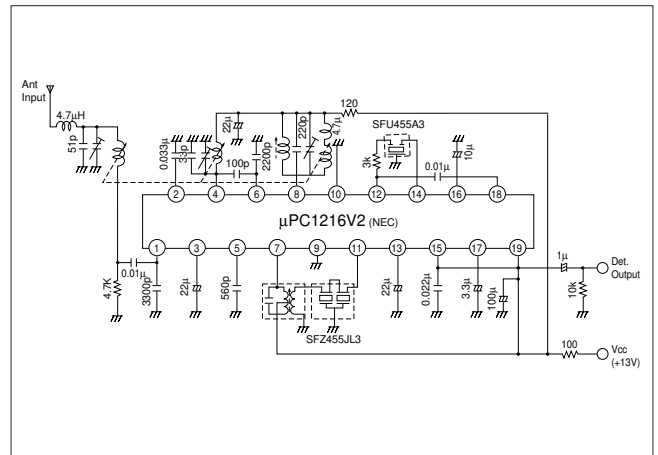 Ant
Input
4.7μH
51p
0.033μ
33p
22μ
100p
2200p
220p
4.7μ
120
SFU455A3
3k
0.01μ
10μ
2
4
6
8
10
12
14
16
18
μPC1216V2 (NEC)
1
3
5
7
9
11
13
15
17
19
0.01μ
4.7K
3300p
22μ
560p
SFZ455JL3
22μ
0.022μ
3.3μ
100μ
1μ
Det.
Output
10k
100
Vcc
(+13V)